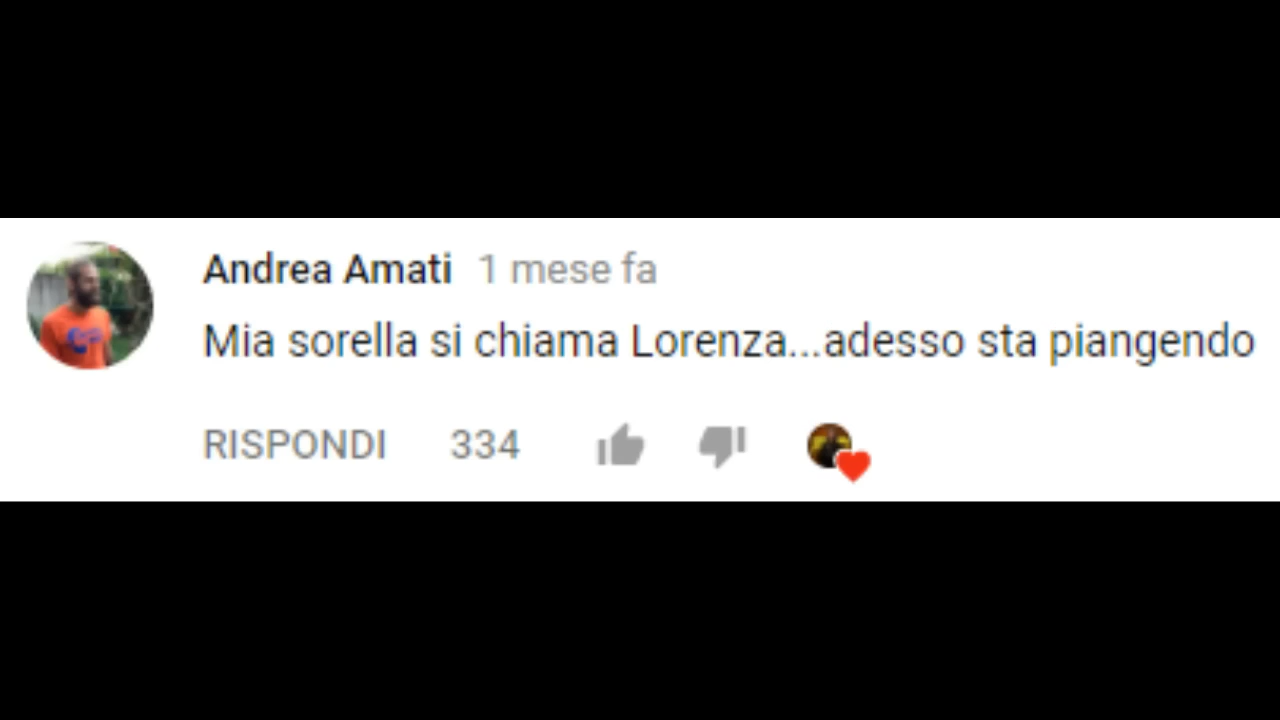 Andrea Amati 1 mese fa
Mia sorella si chiama Lorenza...adesso sta piangendo
RISPONDI 334